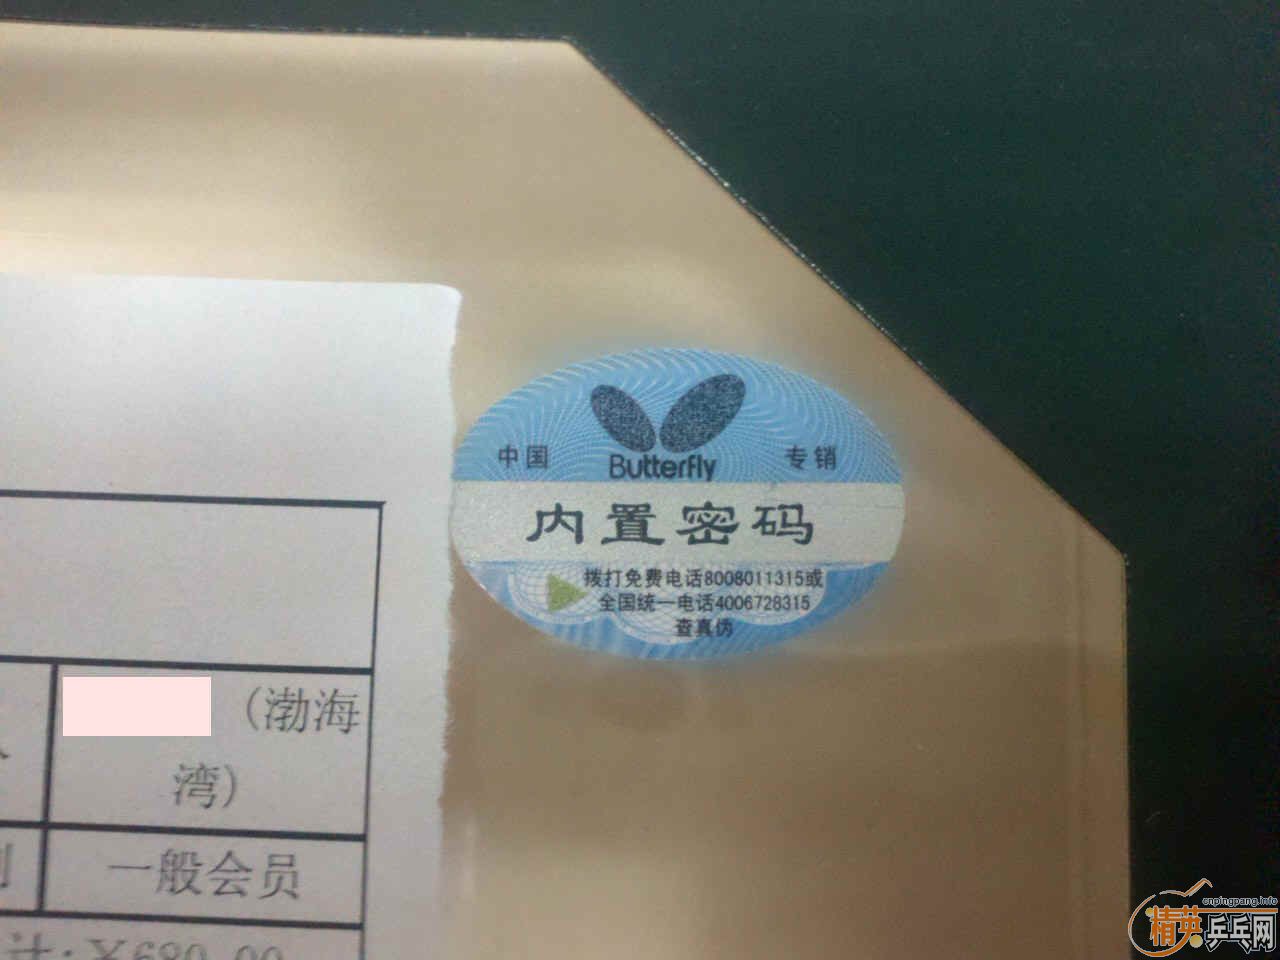 中国
Butterfly
专销
内置密码
拨打免费电话8008011315或
全国统一电话4006728315
查真伪
（渤海
湾）
一般会员
计:￥680.00
cnpingpang.info
精英乒乓网